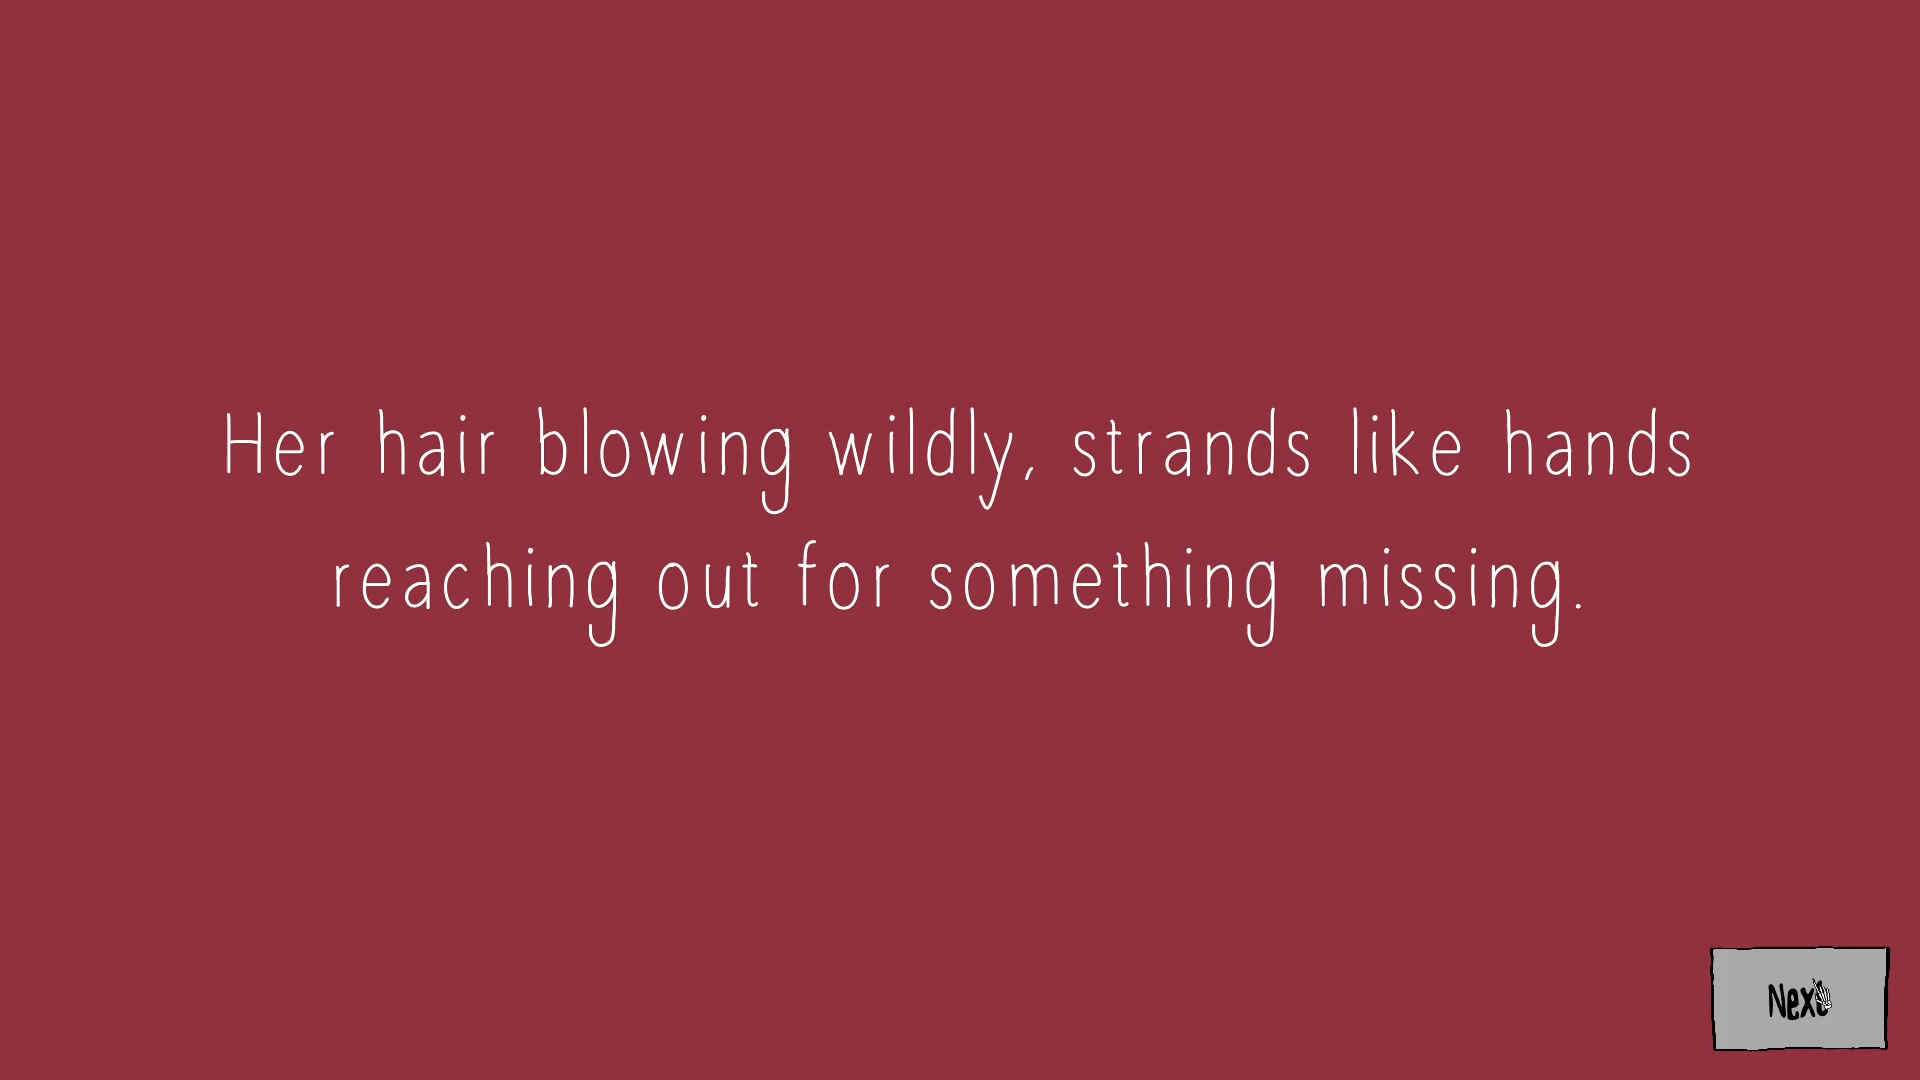 Her hair blowing wildly, strands like hands
reaching out for something missing.
Next